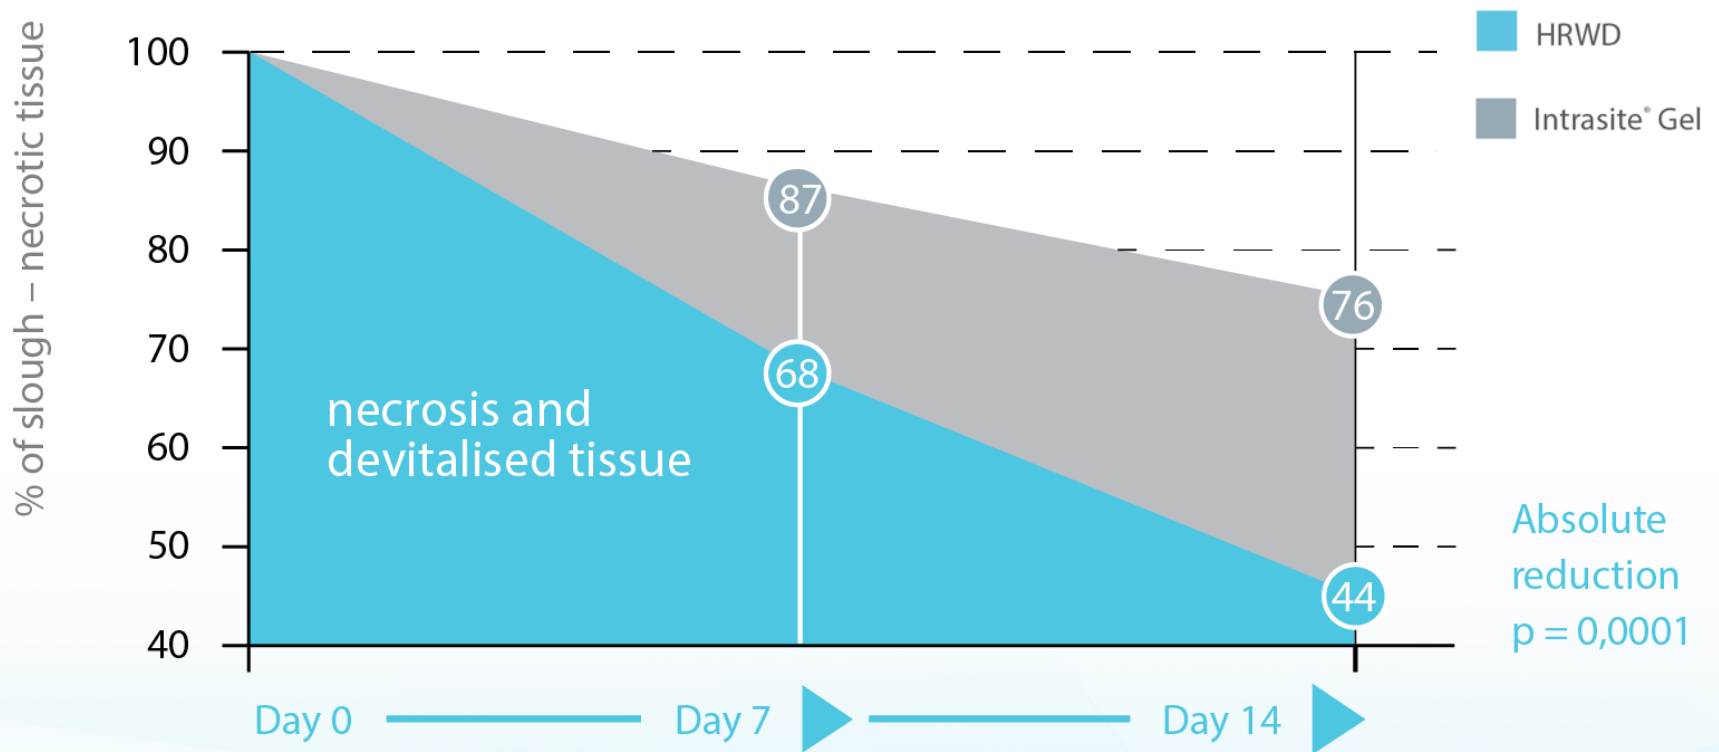 % of slough – necrotic tissue
100
90
80
70
60
50
40
87
68
76
44
necrosis and
devitalised tissue
HRWD
Intrasite® Gel
Absolute
reduction
p = 0,0001
Day 0
Day 7
Day 14